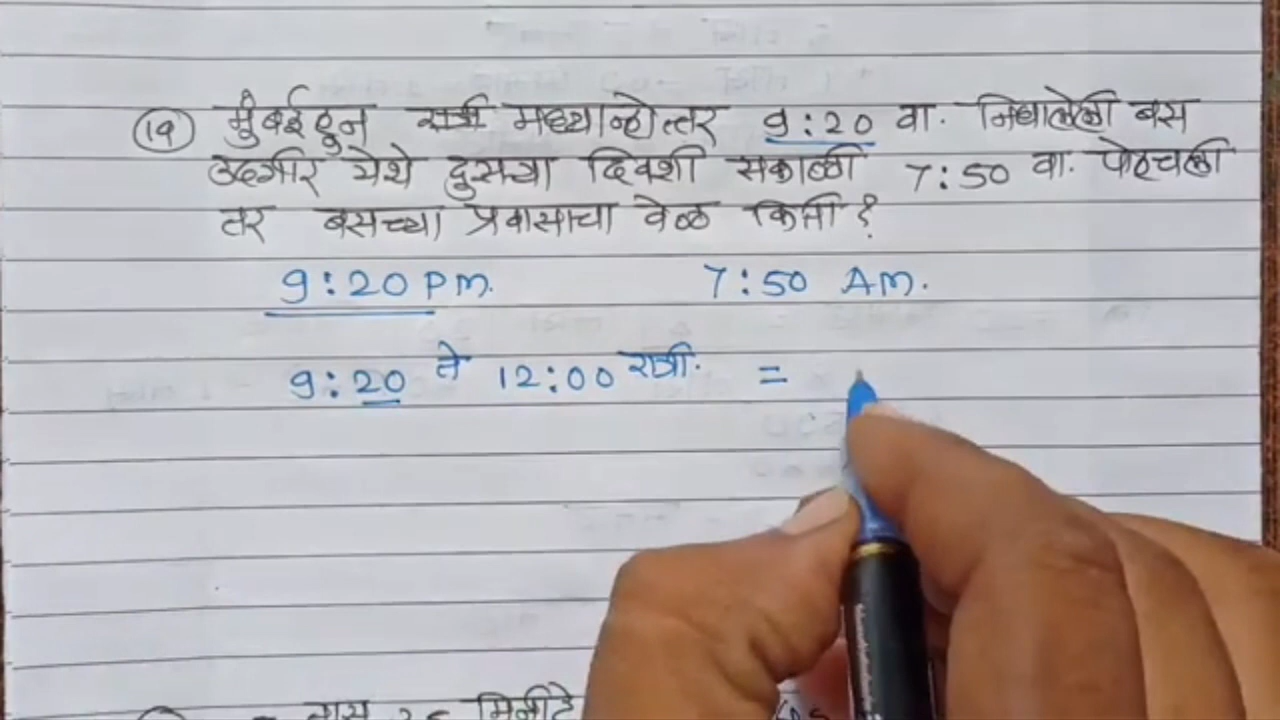 19 मुंबईहून मध्यान्होत्तर 9:20 वा. निघालेली बस
उदगीर येथे दुसऱ्या दिवशी सकाळी 7:50 वा. पोहचली
तर बसच्या प्रवासाचा वेळ किती?
9:20 PM. 7:50 AM.
9:20 ते 12:00 रात्री. =
तास मिनीटे